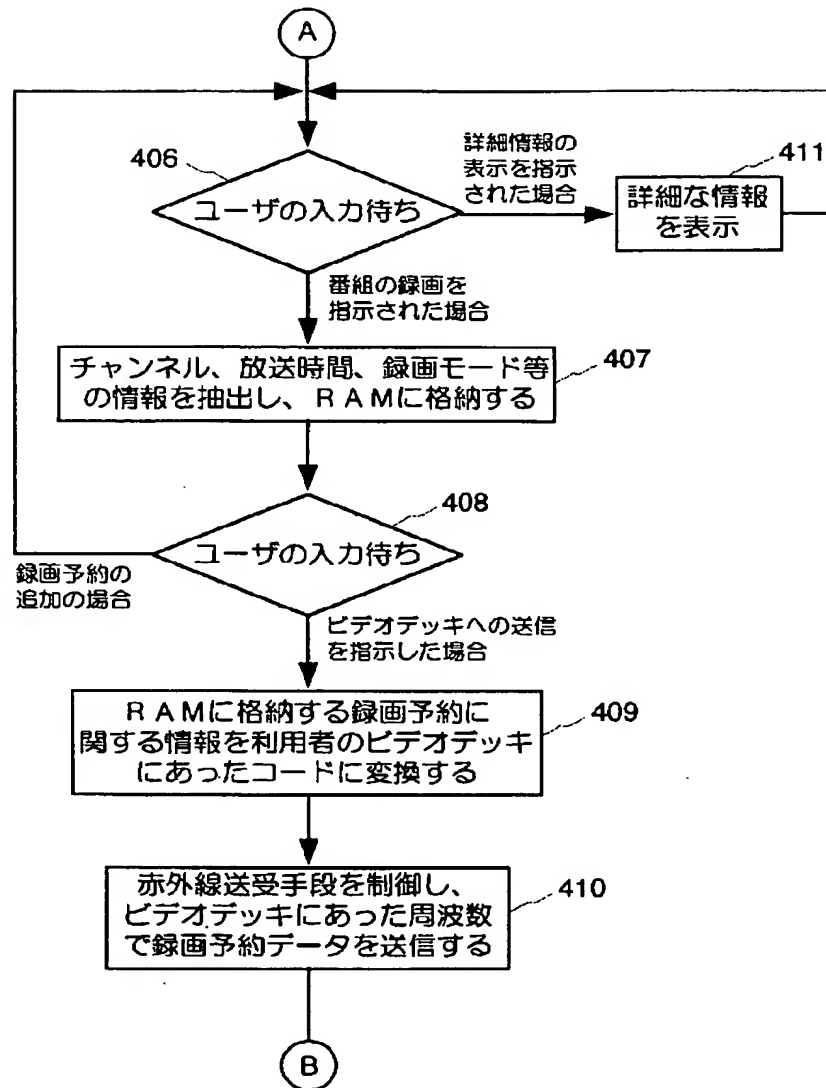 A
406
ユーザの入力待ち
詳細情報の
表示を指示
された場合
411
詳細な情報
を表示
番組の録画を
指示された場合
407
チャンネル、放送時間、録画モード等
の情報を抽出し、RAMに格納する
408
ユーザの入力待ち
録画予約の
追加の場合
ビデオデッキへの送信
を指示した場合
409
RAMに格納する録画予約に
関する情報を利用者のビデオデッキ
にあったコードに変換する
410
赤外線送受手段を制御し、
ビデオデッキにあった周波数
で録画予約データを送信する
B